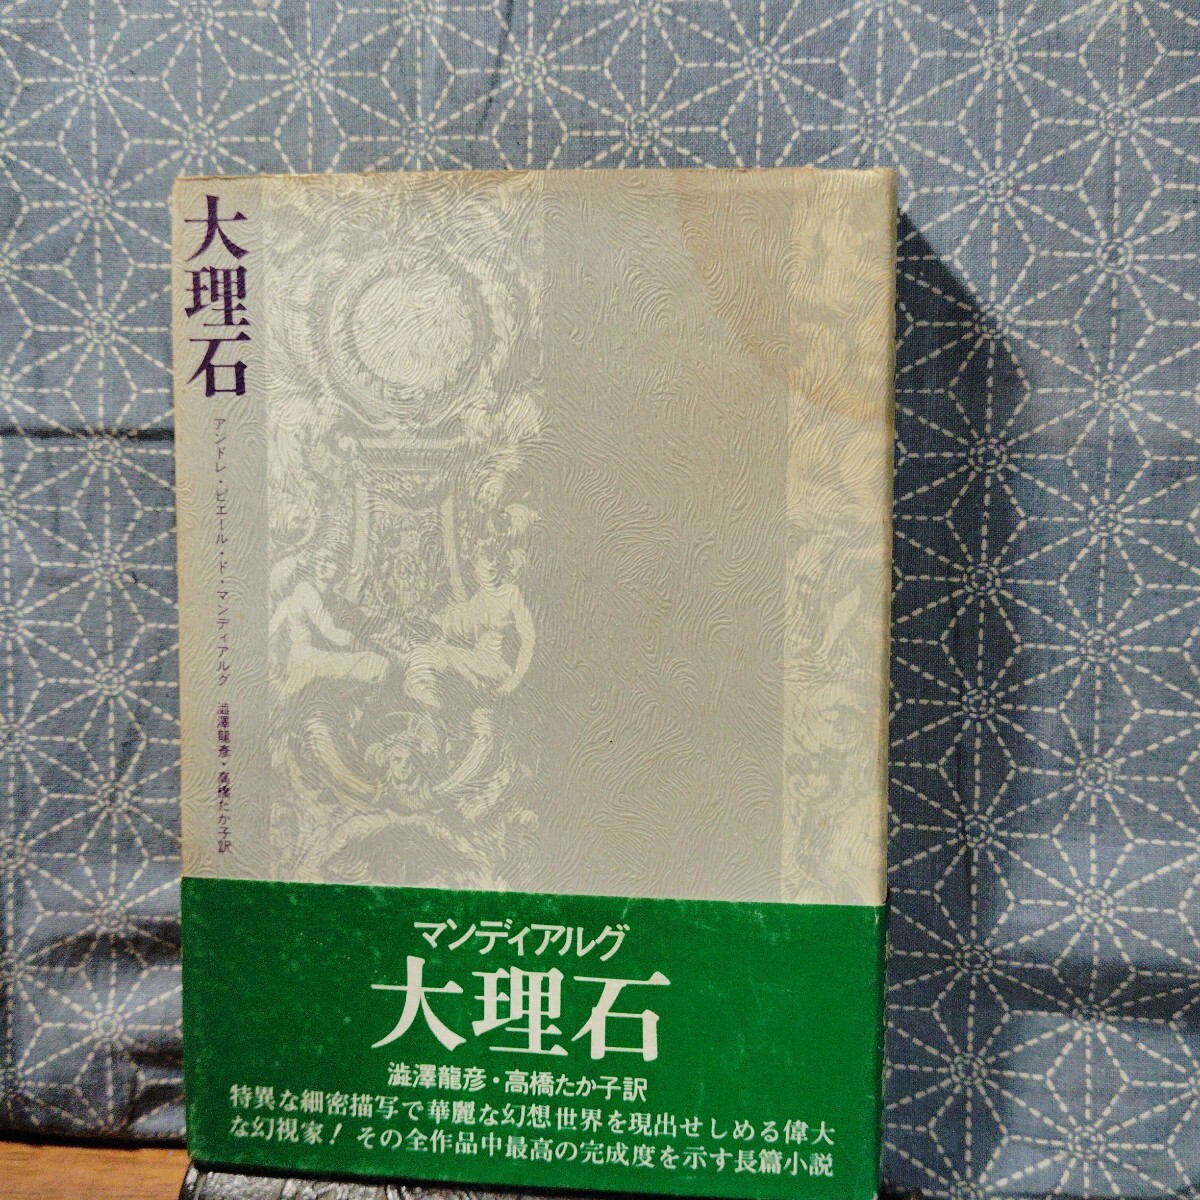 大理石
アンドレ・ピエール・ド・マンディアルグ
澁澤龍彦・高橋たか子訳
マンディアルグ
大理石
澁澤龍彦・高橋たか子訳
特異な細密描写で華麗な幻想世界を現出せしめる偉大
な幻視家！その全作品中最高の完成度を示す長篇小説